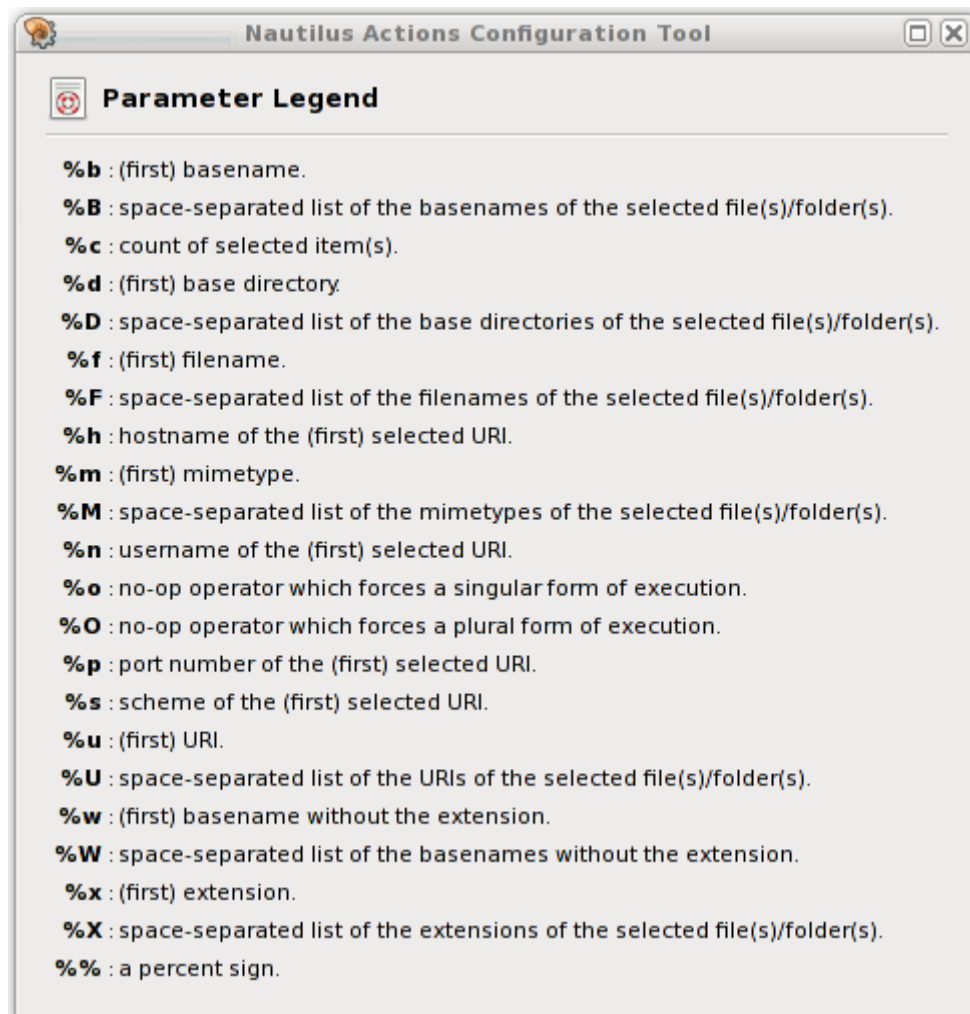 Nautilus Actions Configuration Tool
Parameter Legend
%b : (first) basename.
%B : space-separated list of the basenames of the selected file(s)/folder(s).
%c : count of selected item(s).
%d : (first) base directory.
%D : space-separated list of the base directories of the selected file(s)/folder(s).
%f : (first) filename.
%F : space-separated list of the filenames of the selected file(s)/folder(s).
%h : hostname of the (first) selected URI.
%m : (first) mimetype.
%M : space-separated list of the mimetypes of the selected file(s)/folder(s).
%n : username of the (first) selected URI.
%o : no-op operator which forces a singular form of execution.
%O : no-op operator which forces a plural form of execution.
%p : port number of the (first) selected URI.
%s : scheme of the (first) selected URI.
%u : (first) URI.
%U : space-separated list of the URIs of the selected file(s)/folder(s).
%w : (first) basename without the extension.
%W : space-separated list of the basenames without the extension.
%x : (first) extension.
%X : space-separated list of the extensions of the selected file(s)/folder(s).
%% : a percent sign.